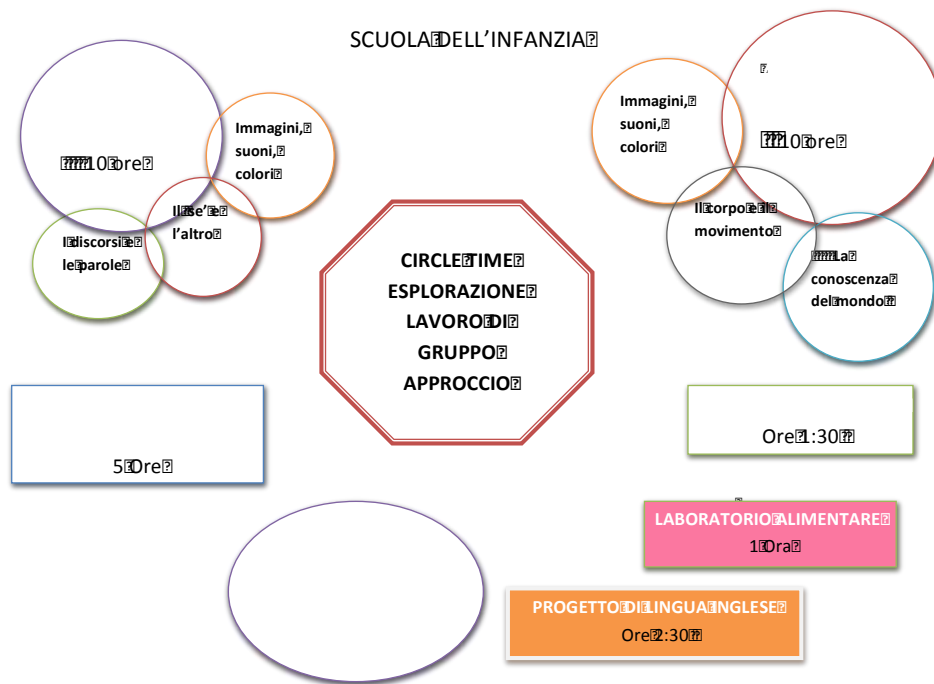 SCUOLA DELL'INFANZIA
10 ore
Immagini,
suoni,
colori
Il se' e
l'altro
I discorsi e
le parole
Immagini,
suoni,
colori
10 ore
Il corpo e il
movimento
La
conoscenza
del mondo
CIRCLE TIME
ESPLORAZIONE
LAVORO DI
GRUPPO
APPROCCIO
5 Ore
Ore 1:30
LABORATORIO ALIMENTARE
1 Ora
PROGETTO DI LINGUA INGLESE
Ore 2:30